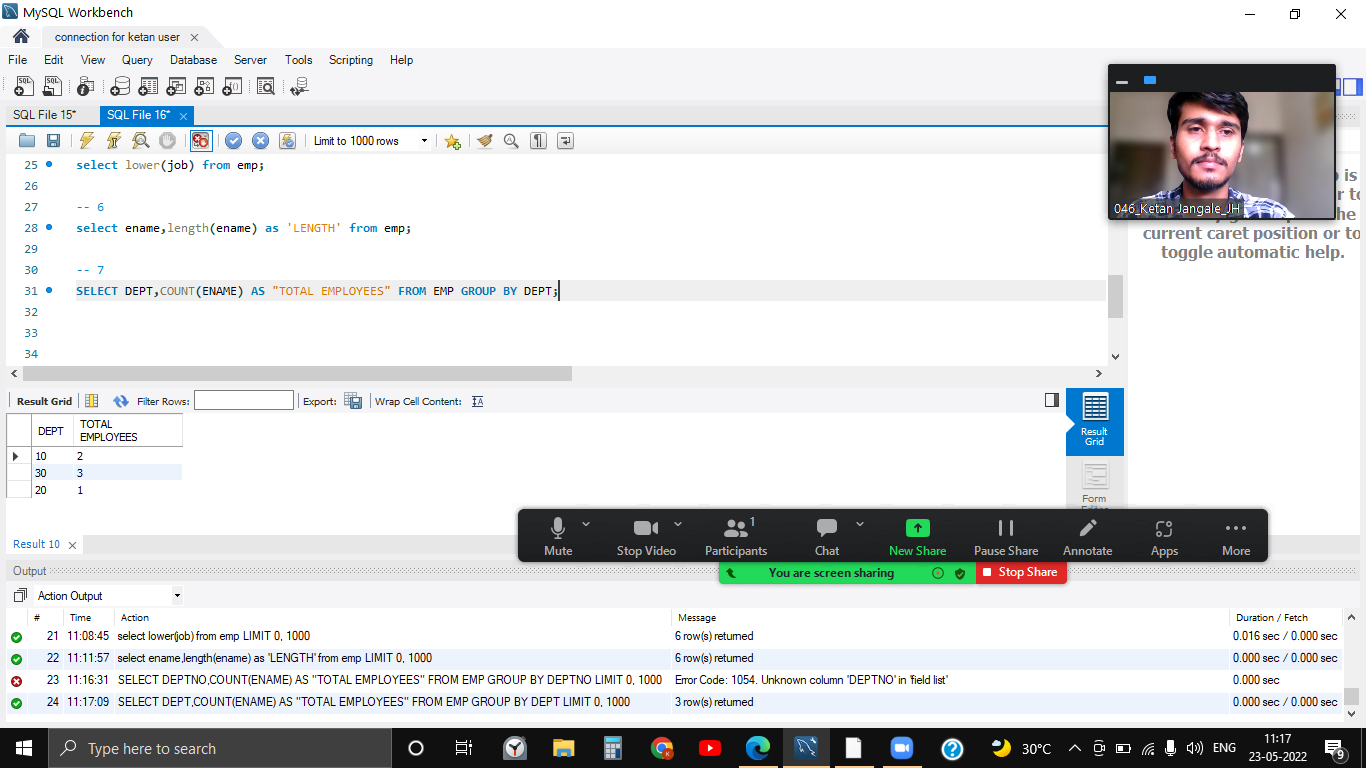 MySQL Workbench
connection for ketan user
File Edit View Query Database Server Tools Scripting Help
SQL File 15*
SQL File 16*
Limit to 1000 rows
25 select lower(job) from emp;
26
27 -- 6
28 select ename,length(ename) as 'LENGTH' from emp;
29
30 -- 7
31 SELECT DEPT,COUNT(ENAME) AS "TOTAL EMPLOYEES" FROM EMP GROUP BY DEPT;
32
33
34
046_Ketan Jangale_JH
is
to
he
current caret position or to
toggle automatic help.
Result Grid Filter Rows: Export: Wrap Cell Content:
DEPT TOTAL EMPLOYEES
10 2
30 3
20 1
Result Grid
Form
Result 10
Mute Stop Video Participants 1 Chat New Share Pause Share Annotate Apps More
You are screen sharing Stop Share
Output
Action Output
# Time Action Message Duration / Fetch
21 11:08:45 select lower(job) from emp LIMIT 0, 1000 6 row(s) returned 0.016 sec / 0.000 sec
22 11:11:57 select ename,length(ename) as 'LENGTH' from emp LIMIT 0, 1000 6 row(s) returned 0.000 sec / 0.000 sec
23 11:16:31 SELECT DEPTNO,COUNT(ENAME) AS "TOTAL EMPLOYEES" FROM EMP GROUP BY DEPTNO LIMIT 0, 1000 Error Code: 1054. Unknown column 'DEPTNO' in 'field list' 0.000 sec
24 11:17:09 SELECT DEPT,COUNT(ENAME) AS "TOTAL EMPLOYEES" FROM EMP GROUP BY DEPT LIMIT 0, 1000 3 row(s) returned 0.000 sec / 0.000 sec
Type here to search
30°C
ENG
11:17
23-05-2022
9